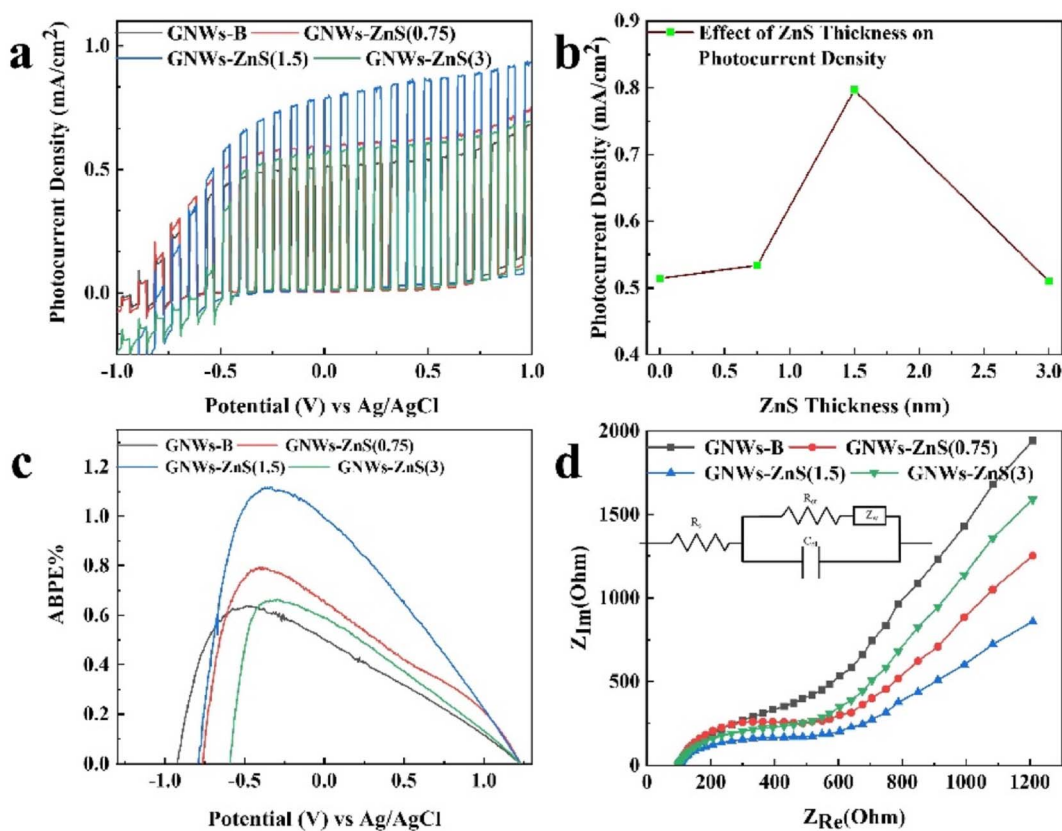 a
GNWs-B GNWs-ZnS(0.75)
GNWs-ZnS(1.5) GNWs-ZnS(3)
1.0
0.5
0.0
-1.0 -0.5 0.0 0.5 1.0
Photocurrent Density (mA/cm²)
Potential (V) vs Ag/AgCl
b
Effect of ZnS Thickness on
Photocurrent Density
0.9
0.8
0.7
0.6
0.5
0.4
0.0 0.5 1.0 1.5 2.0 2.5 3.0
Photocurrent Density (mA/cm²)
ZnS Thickness (nm)
c
GNWs-B GNWs-ZnS(0.75)
GNWs-ZnS(1.5) GNWs-ZnS(3)
1.2
1.0
0.8
0.6
0.4
0.2
0.0
-1.0 -0.5 0.0 0.5 1.0
ABPE%
Potential (V) vs Ag/AgCl
d
GNWs-B GNWs-ZnS(0.75)
GNWs-ZnS(1.5) GNWs-ZnS(3)
2000
1500
1000
500
0
0 200 400 600 800 1000 1200
Z_Im(Ohm)
Z_Re(Ohm)